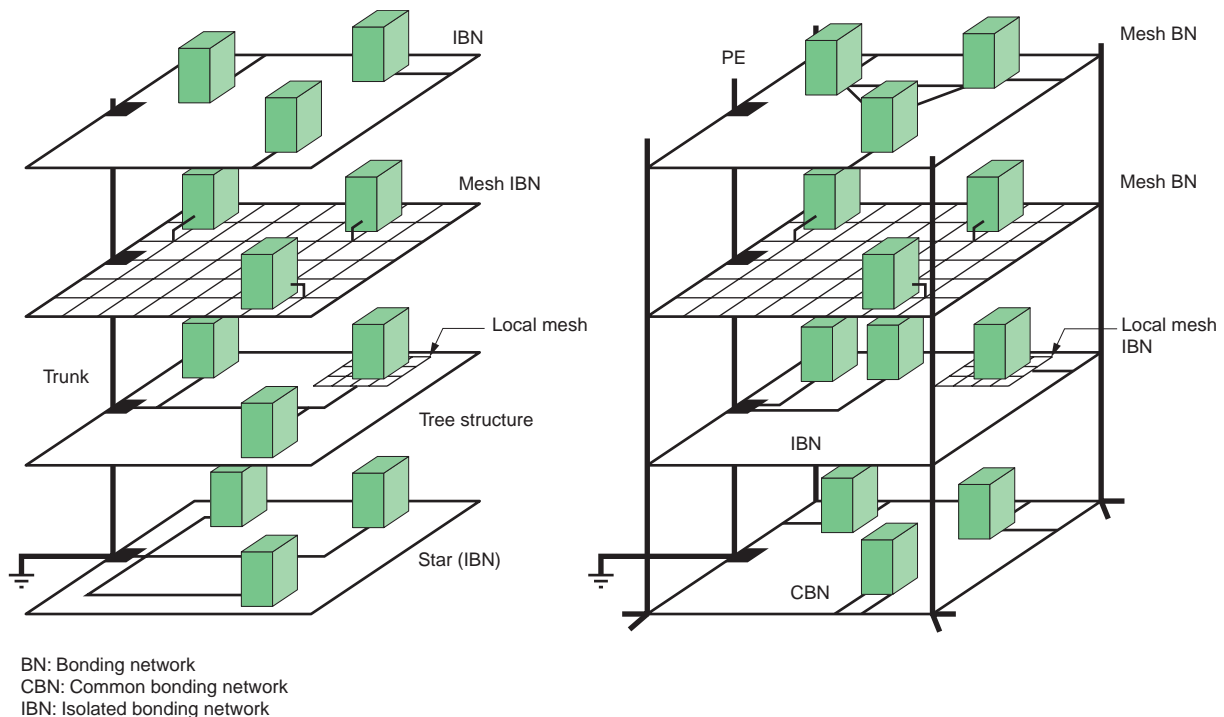 IBN
Mesh IBN
Local mesh
Trunk
Tree structure
Star (IBN)
PE
Mesh BN
Mesh BN
Local mesh
IBN
IBN
CBN
BN: Bonding network
CBN: Common bonding network
IBN: Isolated bonding network